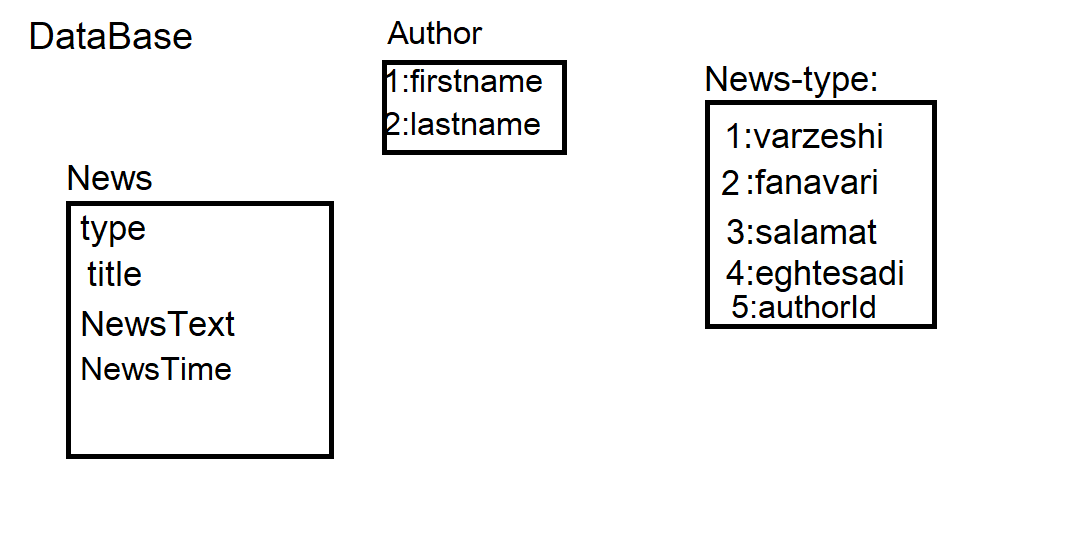 DataBase
Author
1:firstname
2:lastname
News-type:
1:varzeshi
2:fanavari
3:salamat
4:eghtesadi
5:authorId
News
type
title
NewsText
NewsTime